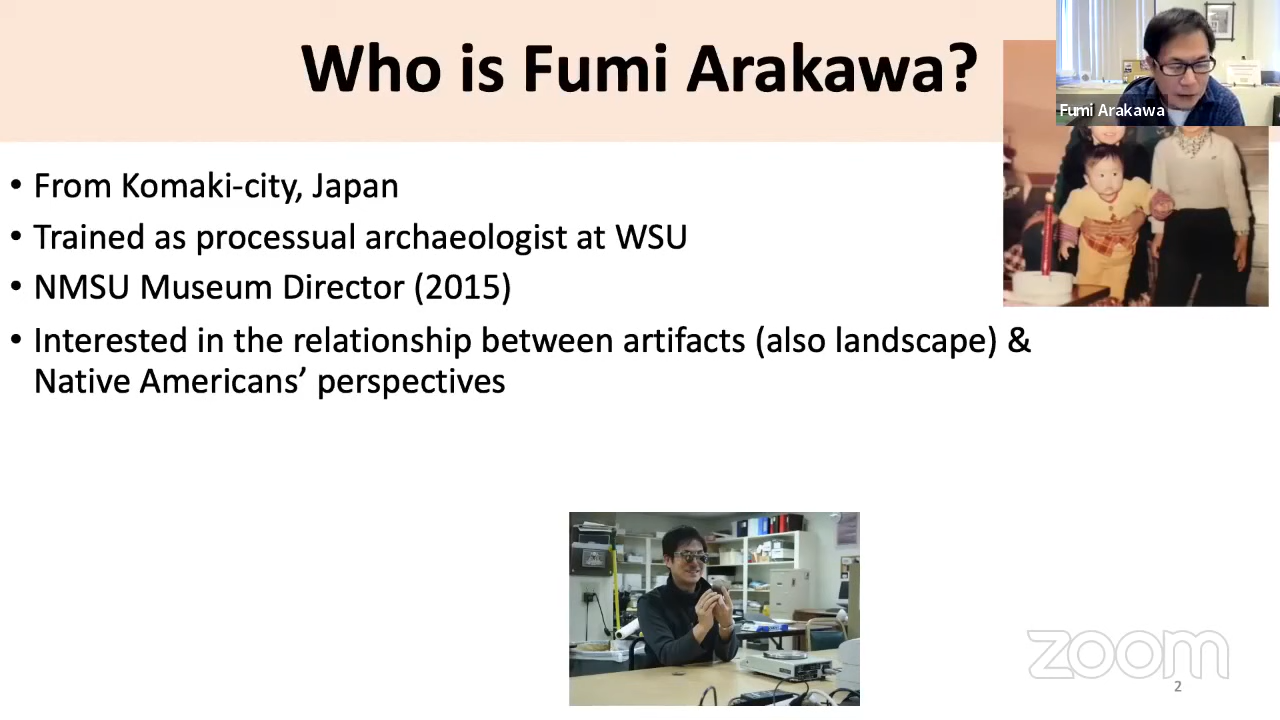 Who is Fumi Arakawa?
Fumi Arakawa
• From Komaki-city, Japan
• Trained as processual archaeologist at WSU
• NMSU Museum Director (2015)
• Interested in the relationship between artifacts (also landscape) &
Native Americans’ perspectives
zoom
2